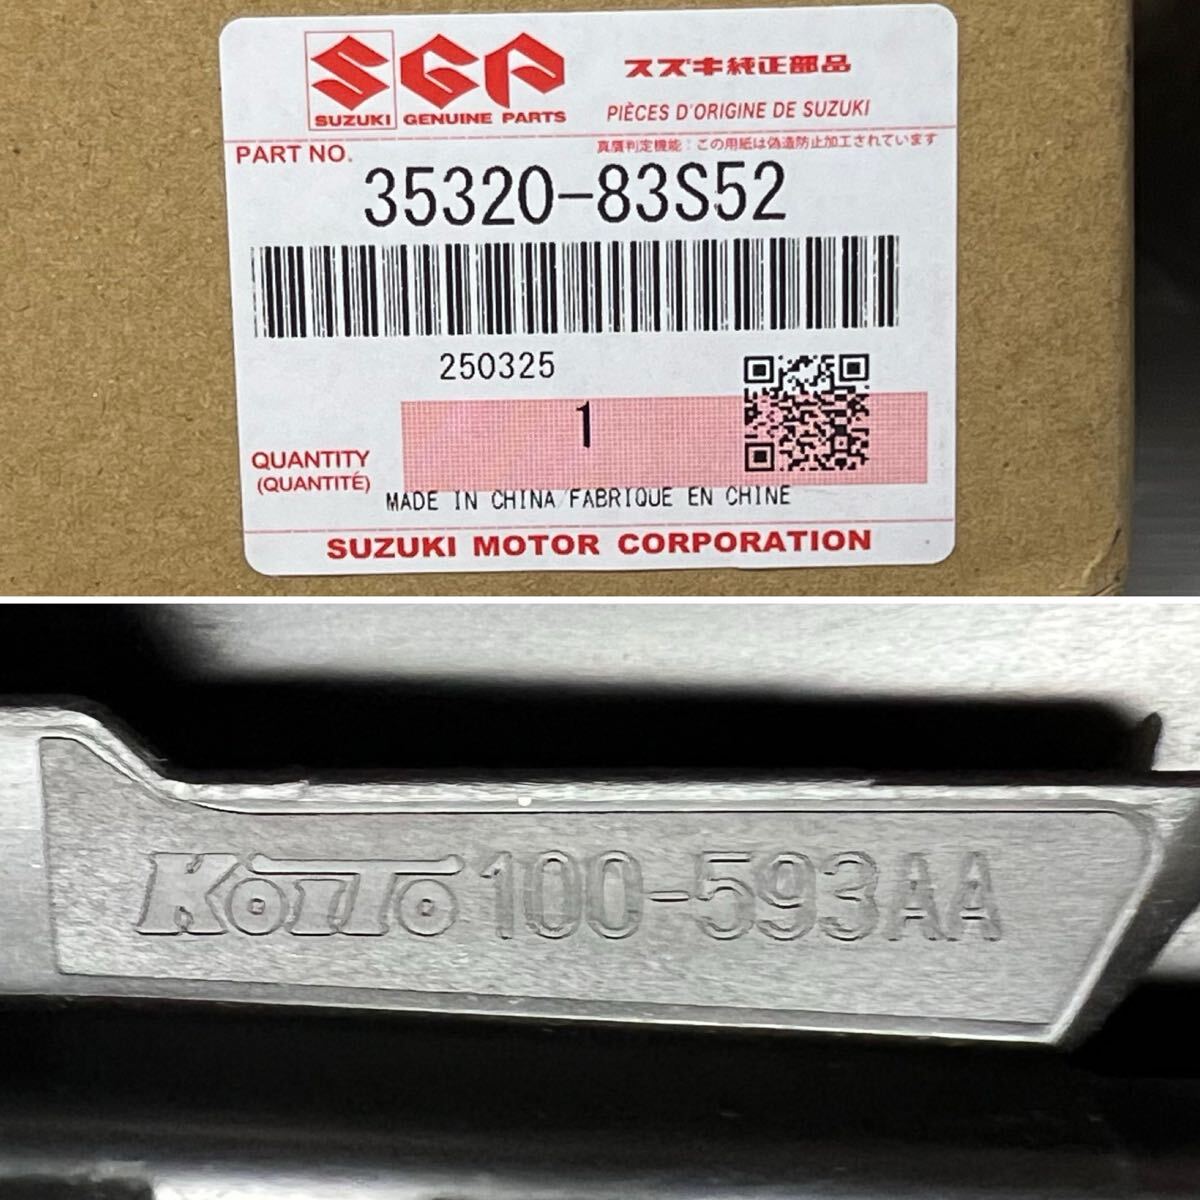 SGP
SUZUKI GENUINE PARTS
スズキ純正部品
PIÈCES D'ORIGINE DE SUZUKI
真贋判定機能：この用紙は偽造防止加工されています
PART NO.
35320-83S52
250325
1
QUANTITY
(QUANTITÉ)
MADE IN CHINA/FABRIQUE EN CHINE
SUZUKI MOTOR CORPORATION
KOITO 100-593AA